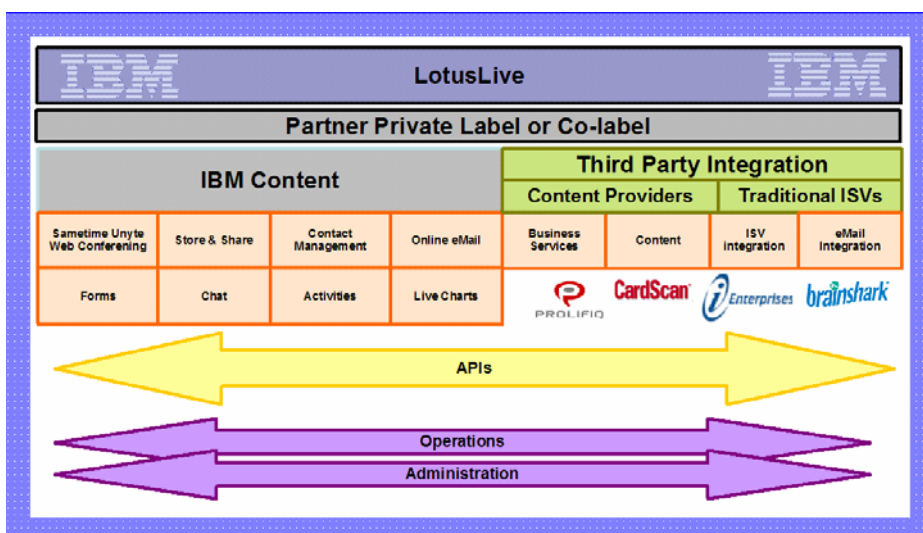 IBM LotusLive IBM
Partner Private Label or Co-label
IBM Content
Third Party Integration
Content Providers
Traditional ISVs
Sametime Unyte
Web Conferening
Store & Share
Contact
Management
Online eMail
Business
Services
Content
ISV
integration
eMail
Integration
Forms
Chat
Activities
Live Charts
PROLIFIQ
CardScan
i Enterprises
brainshark
APIs
Operations
Administration